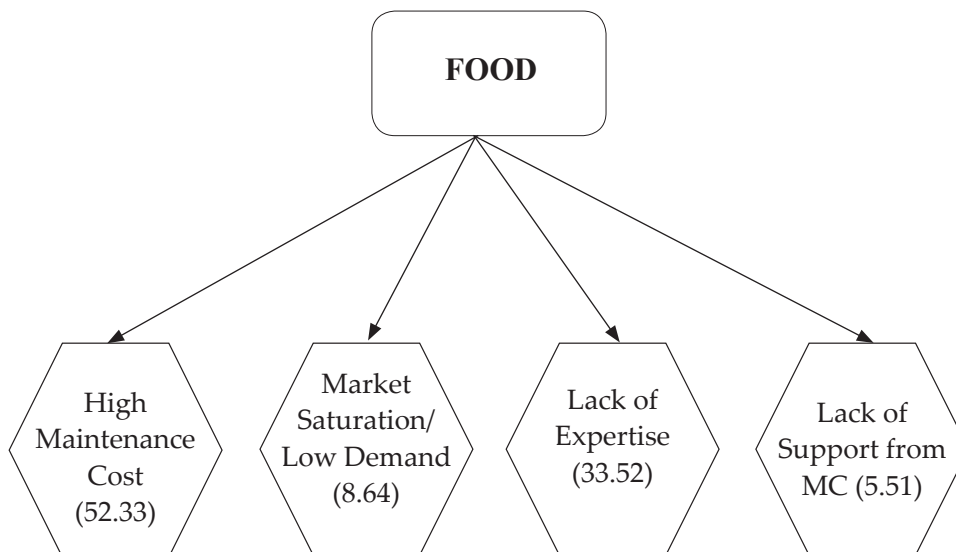 FOOD
High
Maintenance
Cost
(52.33)
Market
Saturation/
Low Demand
(8.64)
Lack of
Expertise
(33.52)
Lack of
Support from
MC (5.51)